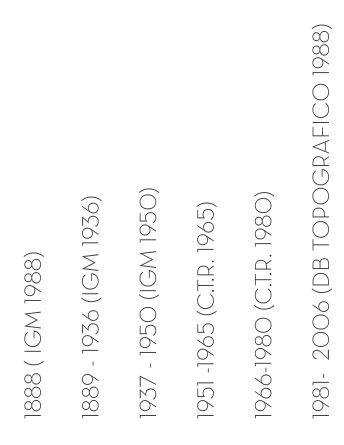 1888 ( IGM 1988)
1889 - 1936 (IGM 1936)
1937 - 1950 (IGM 1950)
1951 -1965 (C.T.R. 1965)
1966-1980 (C.T.R. 1980)
1981- 2006 (DB TOPOGRAFICO 1988)